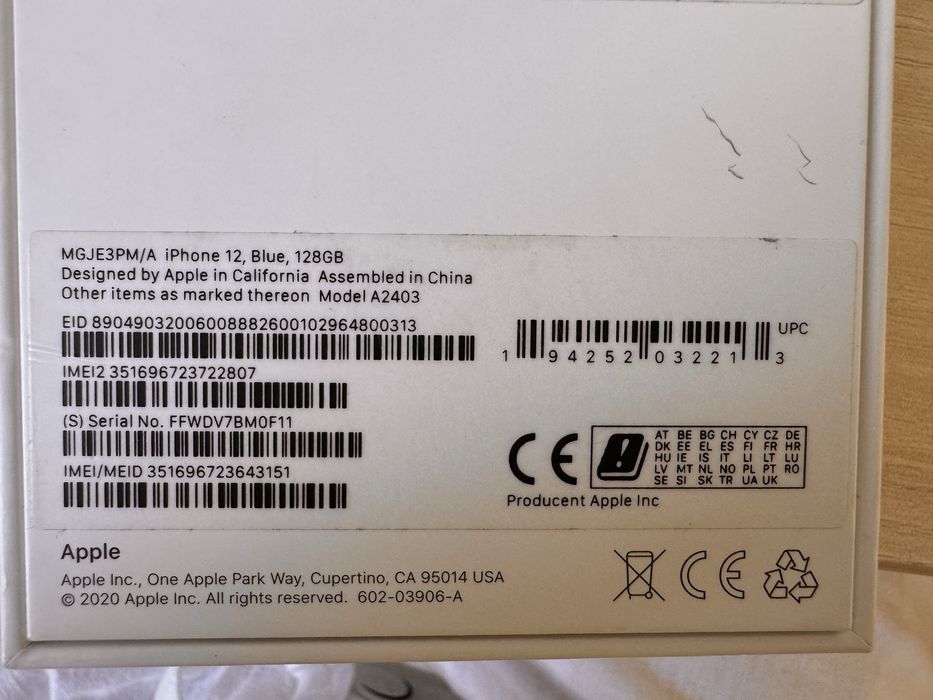 MGJE3PM/A iPhone 12, Blue, 128GB
Designed by Apple in California Assembled in China
Other items as marked thereon Model A2403
EID 89049032006008882600102964800313
IMEI2 351696723722807
(S) Serial No. FFWDV7BM0F11
IMEI/MEID 351696723643151
UPC
1 94252 03221 3
CE
AT BE BG CH CY CZ DE
DK EE EL ES FI FR HR
HU IE IS IT LI LT LU
LV MT NL NO PL PT RO
SE SI SK TR UA UK
Producent Apple Inc
Apple
Apple Inc., One Apple Park Way, Cupertino, CA 95014 USA
© 2020 Apple Inc. All rights reserved. 602-03906-A
CE